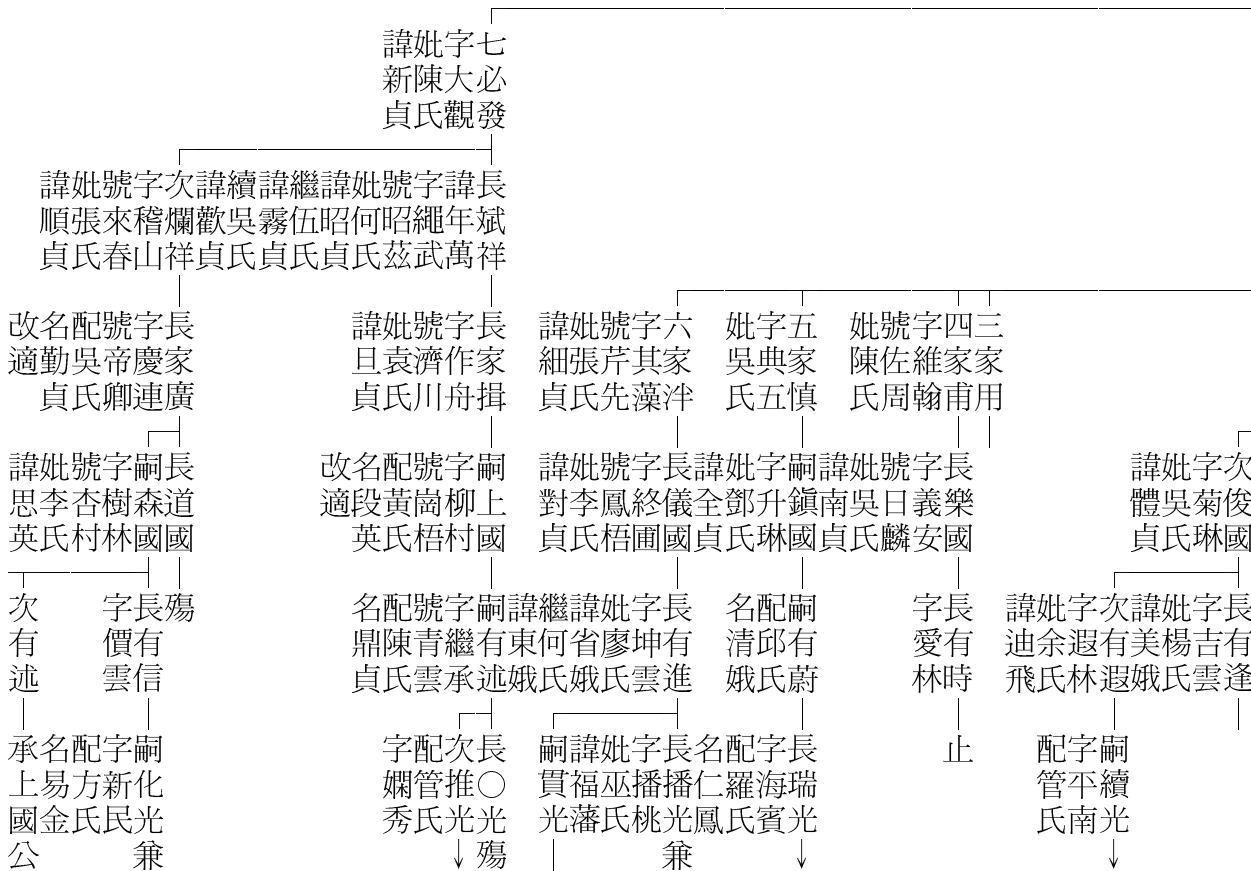 七必發
字大觀
妣陳氏
諱新貞
長斌祥
諱年萬
字繩武
號昭茲
妣何氏
諱昭貞
繼伍氏
諱霧貞
續吳氏
諱歡貞
次爛祥
字稽山
號來春
妣張氏
諱順貞
三家用
四家甫
字維翰
號佐周
妣陳氏
五家慎
字典五
妣吳氏
六家泮
字其藻
號芹先
妣張氏
諱細貞
長家揖
字作舟
號濟川
妣袁氏
諱旦貞
長家廣
字慶連
號帝卿
配吳氏
名勤貞
改適
次俊國
字菊琳
妣吳氏
諱體貞
長樂國
字義安
號日麟
妣吳氏
諱南貞
嗣鎭國
字升琳
妣鄧氏
諱全貞
長儀國
字終圃
號鳳梧
妣李氏
諱對貞
嗣上國
字柳村
號崗梧
配黃氏
名段英
改適
長道國
嗣森國
字樹林
號杏村
妣李氏
諱思英
長有逢
字吉雲
妣楊氏
諱美娥
次有遐
字遐林
妣余氏
諱迪飛
長有時
字愛林
嗣有蔚
配邱氏
名清娥
長有進
字坤雲
妣廖氏
諱省娥
繼何氏
諱東娥
嗣有述
字繼承
號青雲
配陳氏
名鼎貞
殤
長有信
字價雲
次有述
嗣續光
字平南
配管氏
止
長瑞光
字海賓
配羅氏
名仁鳳
長播光兼
字播桃
妣巫氏
諱福藩
嗣貫光
長〇光殤
次推光
配管氏
字嫻秀
嗣化光兼
字新民
配方氏
名易金
承上國公